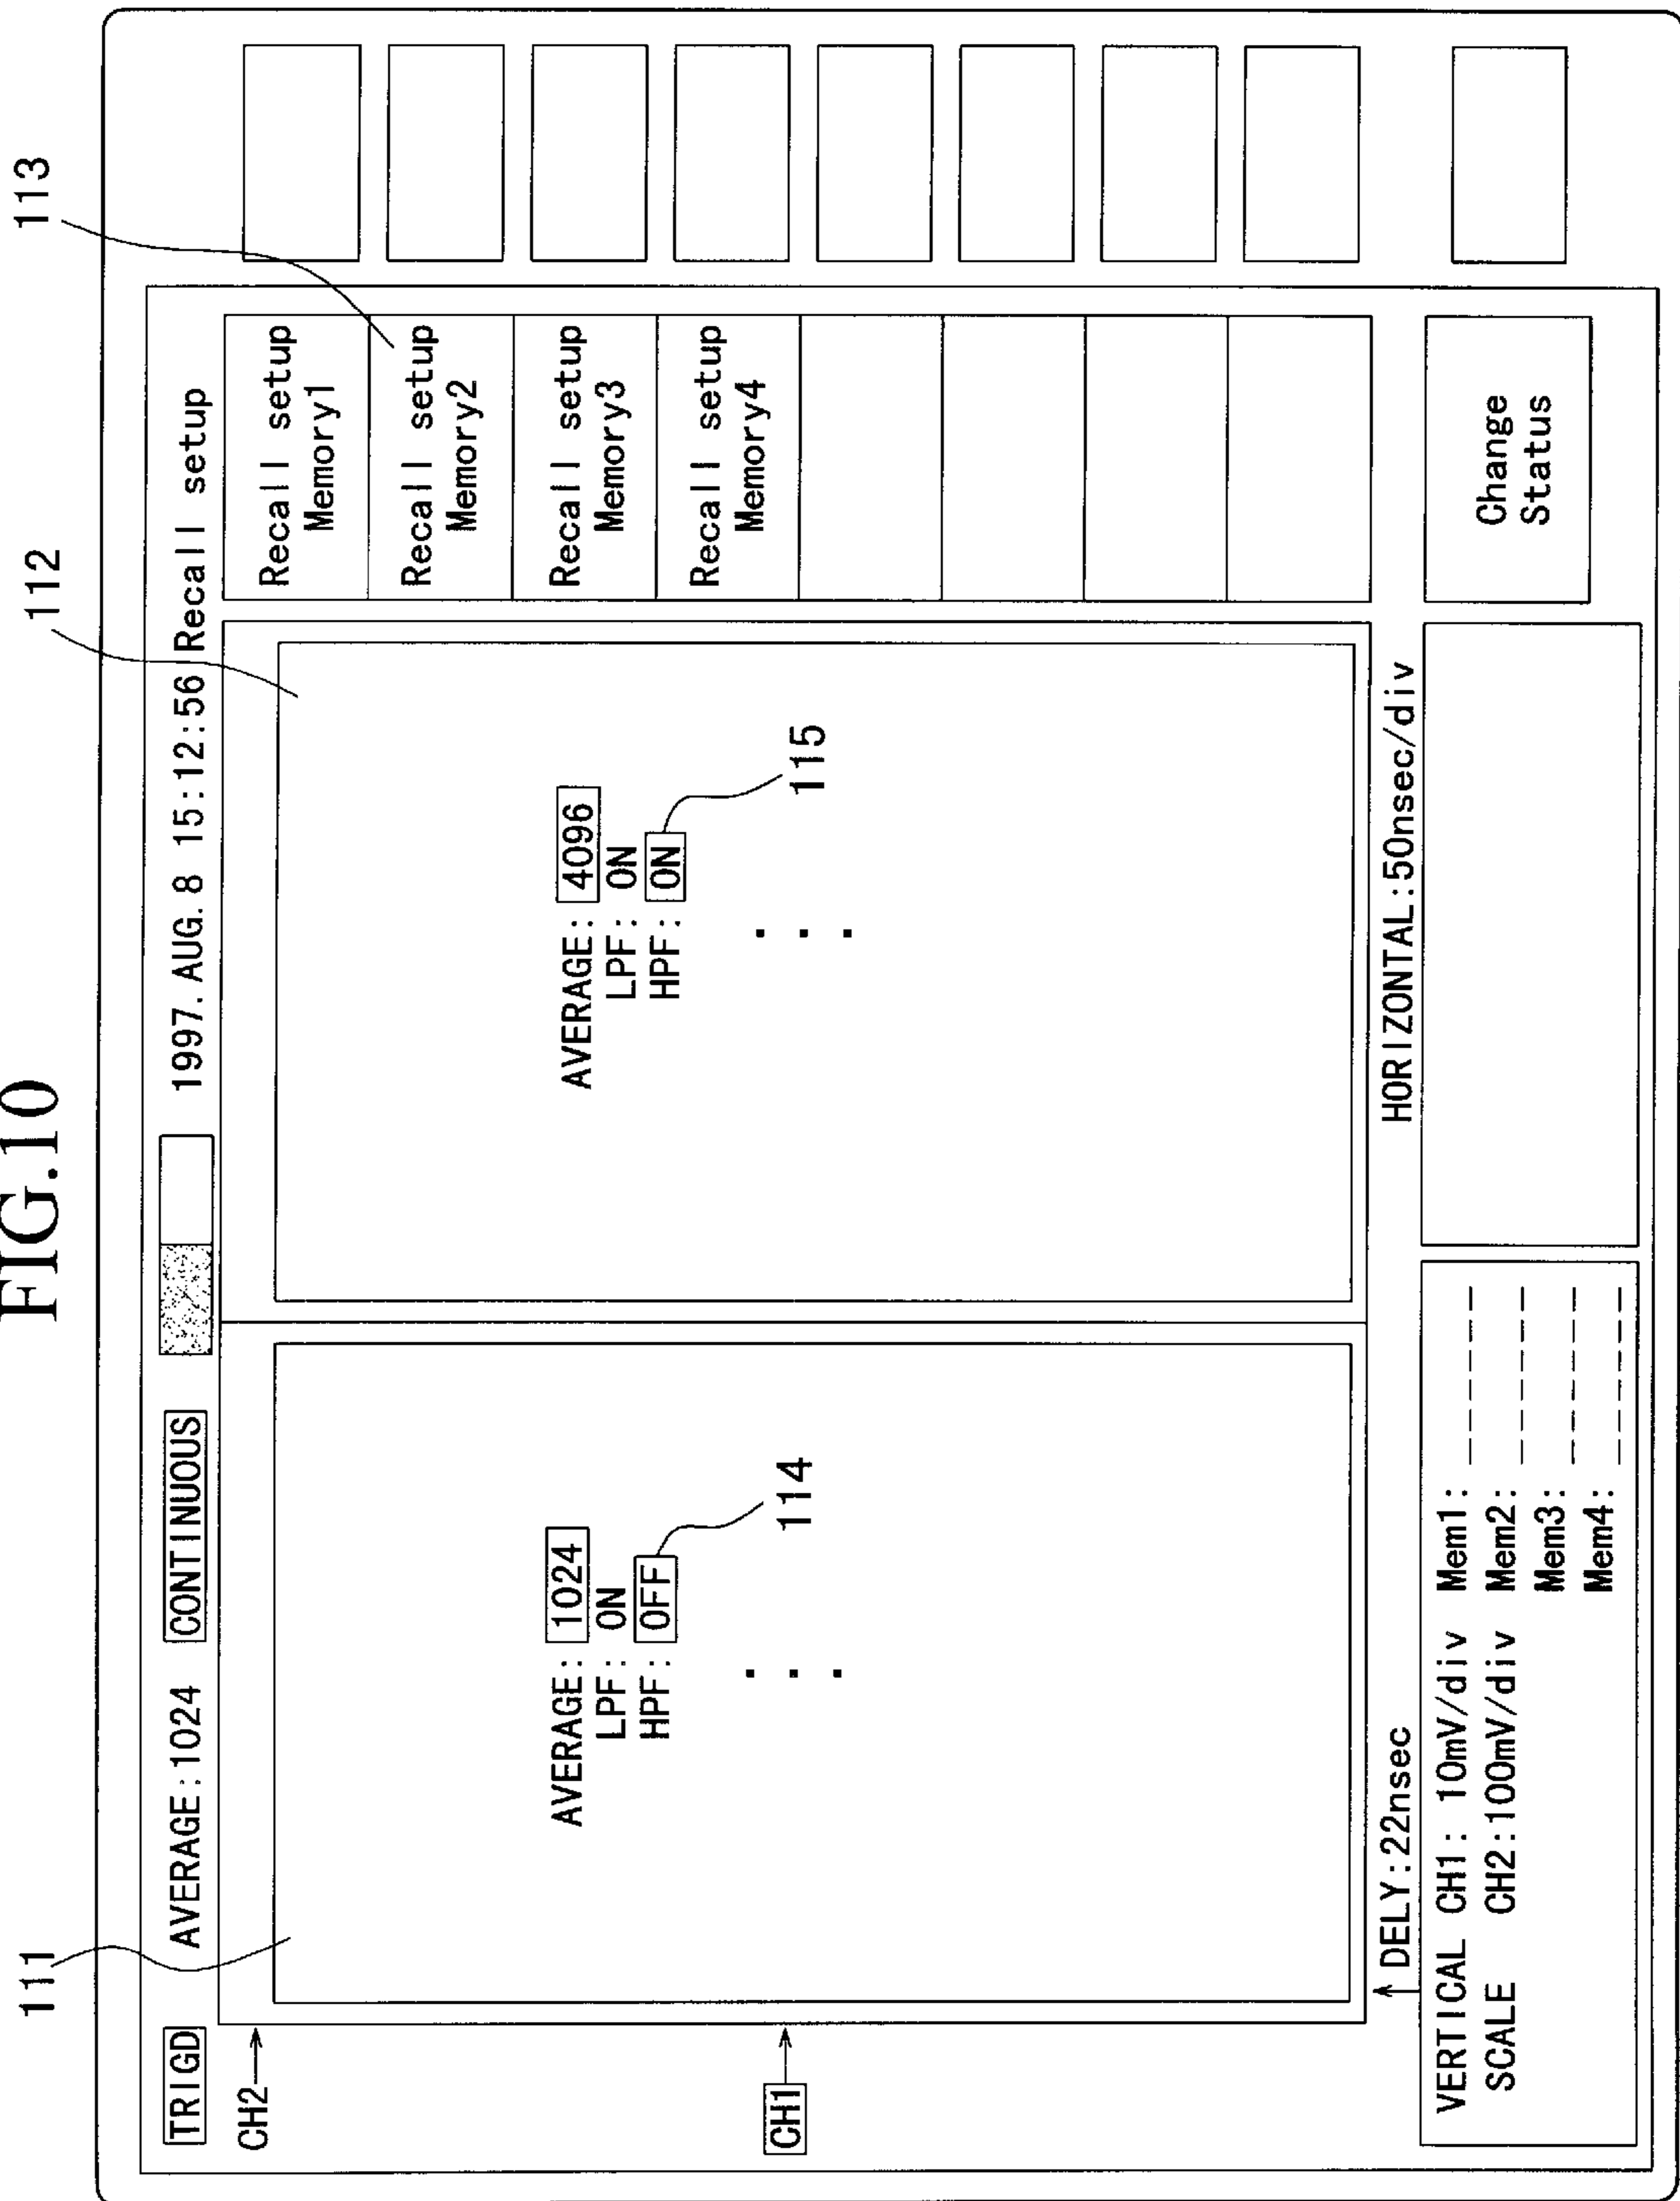 FIG.10
111
112
113
TRIGD AVERAGE:1024 CONTINUOUS 1997.AUG.8 15:12:56 Recall setup
CH2
CH1
AVERAGE:1024
LPF:ON
HPF:OFF
. . .
114
AVERAGE:4096
LPF:ON
HPF:ON
. . .
115
Recall setup
Memory1
Recall setup
Memory2
Recall setup
Memory3
Recall setup
Memory4
DELY:22nsec
HORIZONTAL:50nsec/div
VERTICAL CH1: 10mV/div Mem1:------
SCALE CH2:100mV/div Mem2:------
Mem3:------
Mem4:------
Change
Status